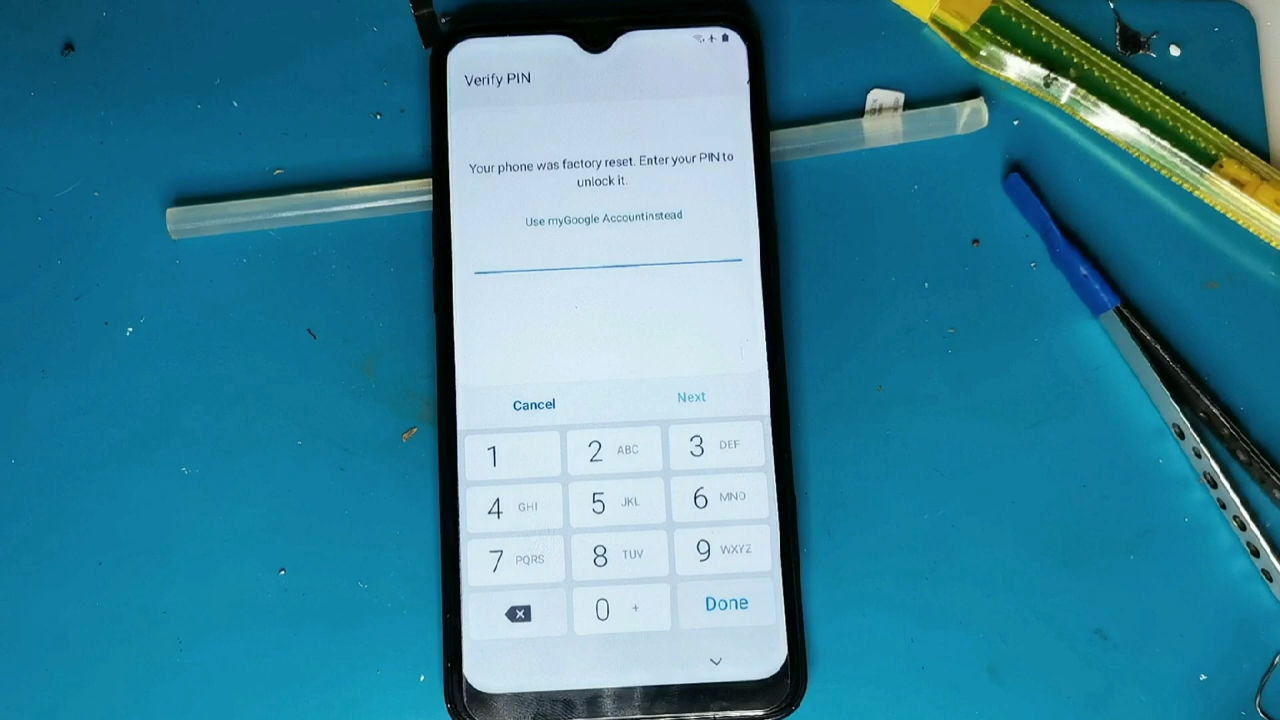 Verify PIN
Your phone was factory reset. Enter your PIN to
unlock it.
Use myGoogle Accountinstead
Cancel Next
1 2 ABC 3 DEF
4 GHI 5 JKL 6 MNO
7 PQRS 8 TUV 9 WXYZ
0 + Done